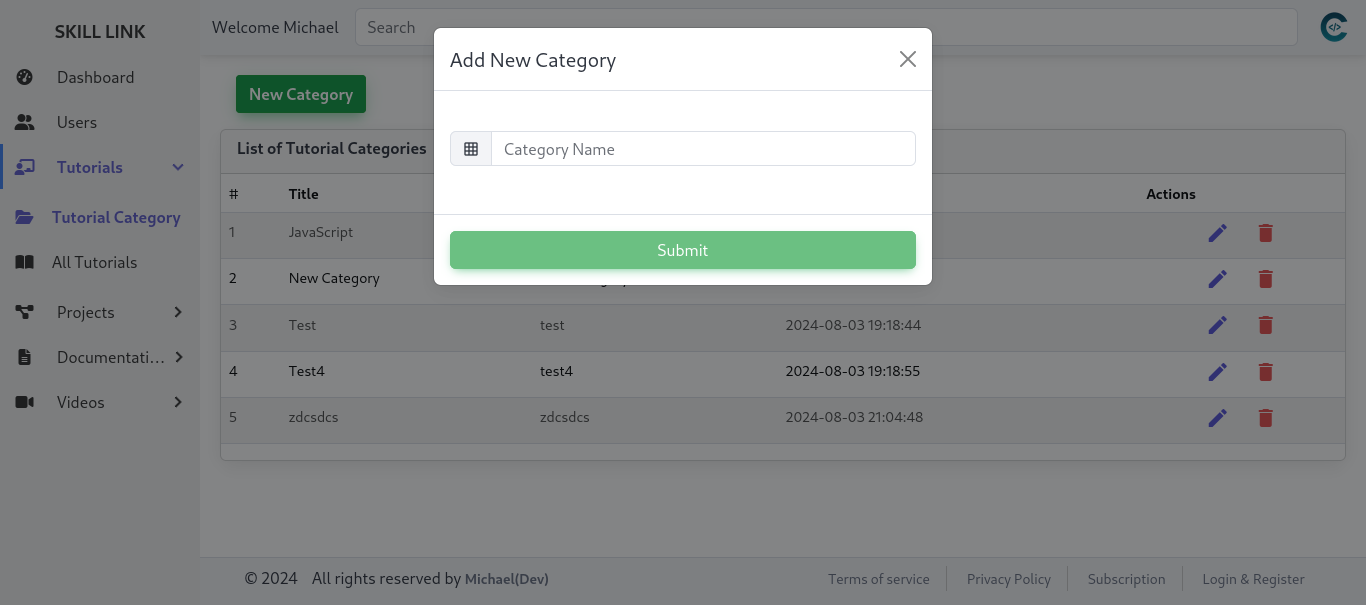 SKILL LINK
Dashboard
Users
Tutorials
Tutorial Category
All Tutorials
Projects
Documentati...
Videos
Welcome Michael
Search
New Category
List of Tutorial Categories
# Title Actions
1 JavaScript
2 New Category
3 Test test 2024-08-03 19:18:44
4 Test4 test4 2024-08-03 19:18:55
5 zdcsdcs zdcsdcs 2024-08-03 21:04:48
Add New Category
Category Name
Submit
© 2024 All rights reserved by Michael(Dev)
Terms of service Privacy Policy Subscription Login & Register